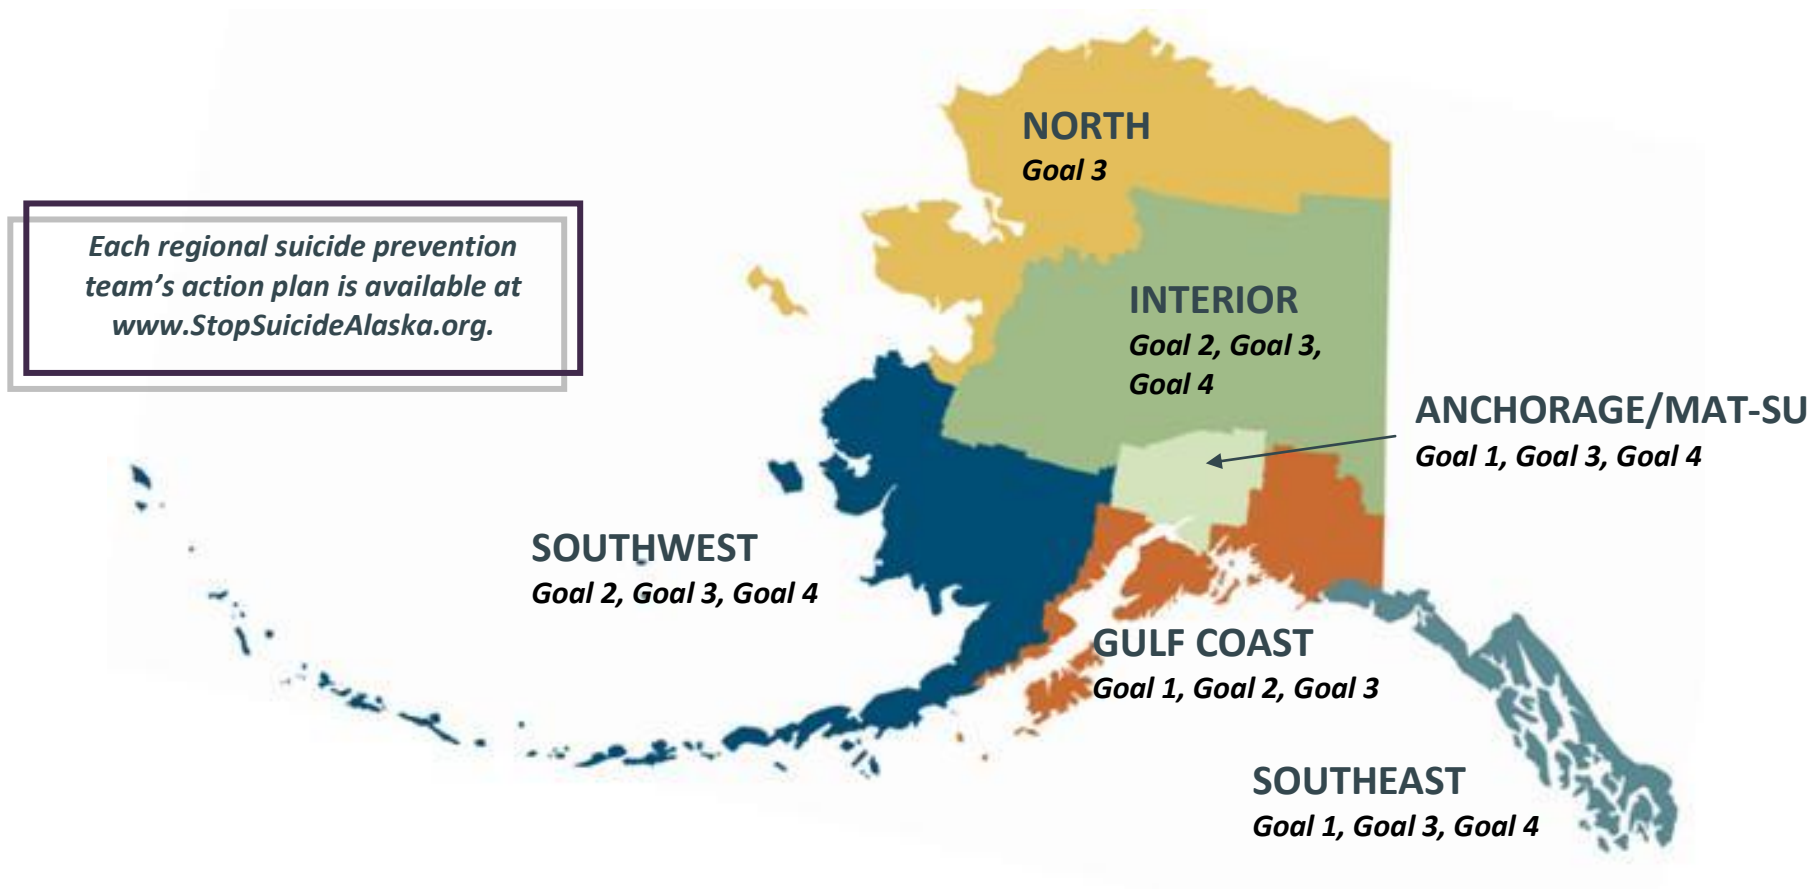 NORTH
Goal 3
Each regional suicide prevention
team’s action plan is available at
www.StopSuicideAlaska.org.
INTERIOR
Goal 2, Goal 3,
Goal 4
ANCHORAGE/MAT-SU
Goal 1, Goal 3, Goal 4
SOUTHWEST
Goal 2, Goal 3, Goal 4
GULF COAST
Goal 1, Goal 2, Goal 3
SOUTHEAST
Goal 1, Goal 3, Goal 4